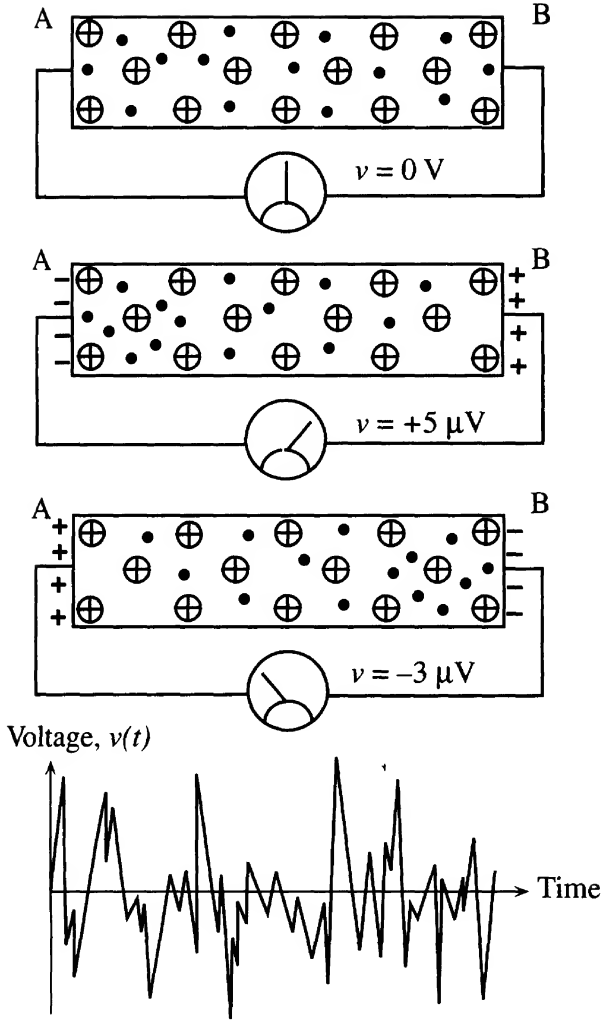 A B
v = 0 V
A B
v = +5 μV
A B
v = –3 μV
Voltage, v(t)
Time